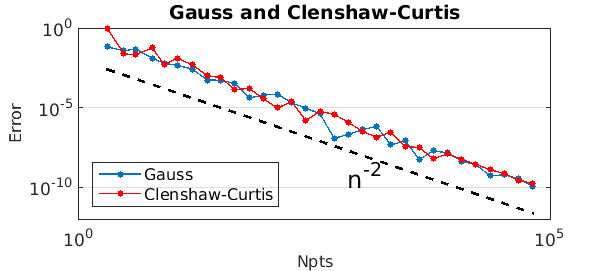 Gauss and Clenshaw-Curtis
10^0
10^-5
10^-10
Error
n^-2
Gauss
Clenshaw-Curtis
10^0
10^5
Npts